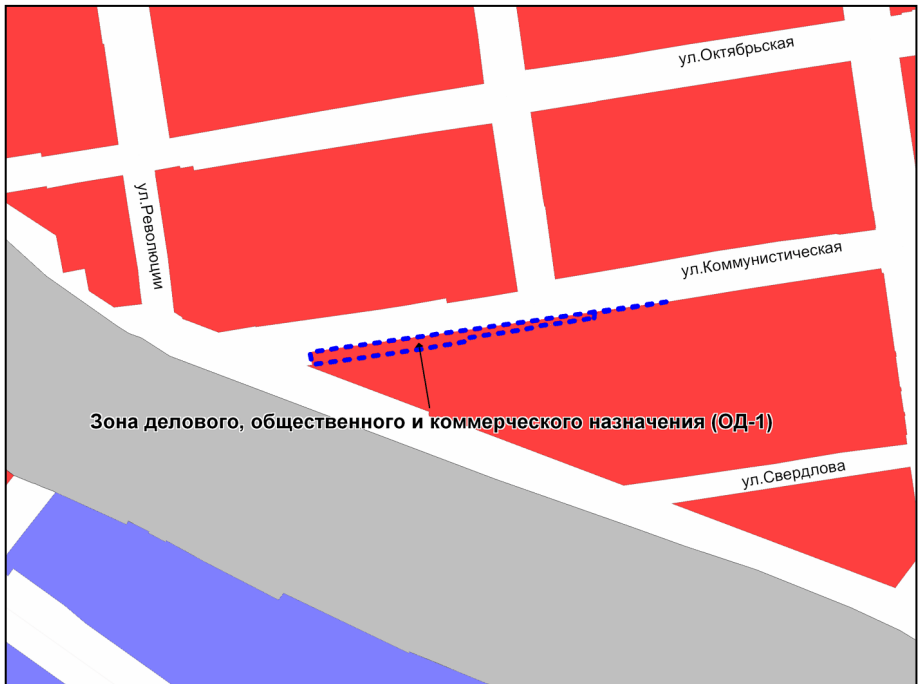 ул.Октябрьская
ул.Революции
ул.Коммунистическая
Зона делового, общественного и коммерческого назначения (ОД-1)
ул.Свердлова